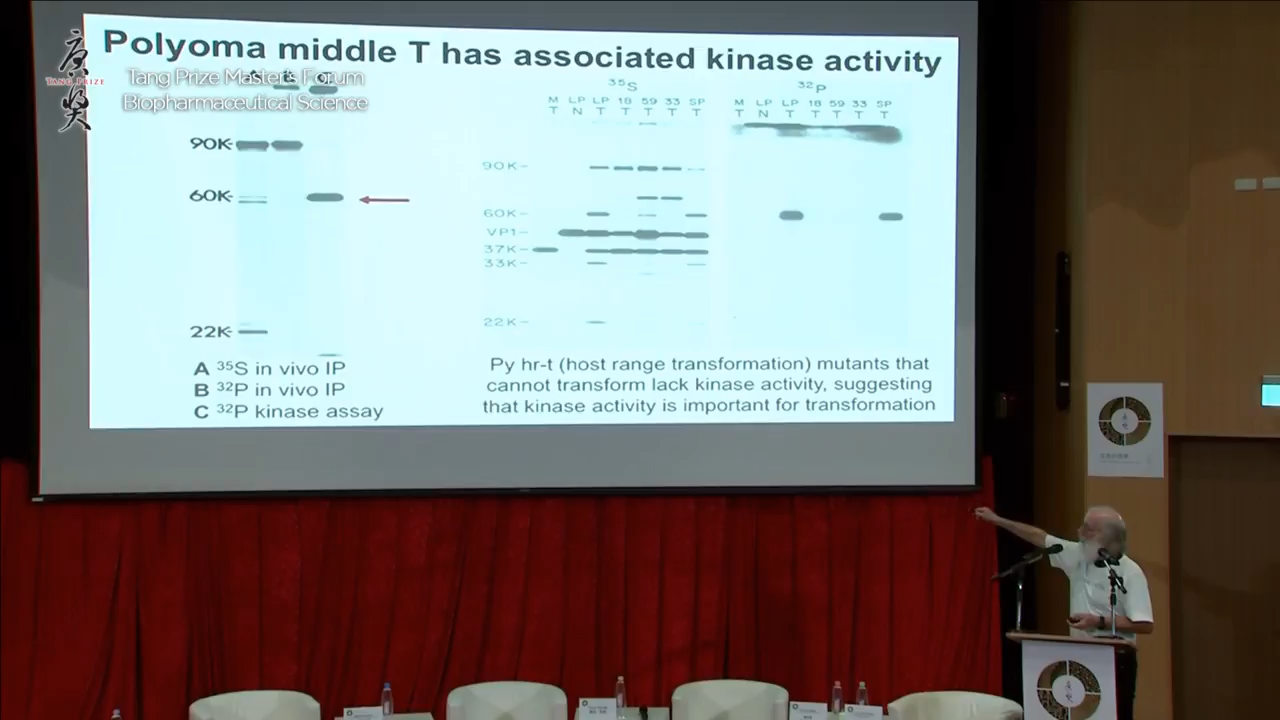 Polyoma middle T has associated kinase activity
唐獎
TANG PRIZE
Tang Prize Masters Forum
Biopharmaceutical Science
90K-
60K-
22K-
A 35S in vivo IP
B 32P in vivo IP
C 32P kinase assay
35S
M LP LP 18 59 33 SP
T N T T T T T
90K-
60K-
VP1-
37K-
33K-
22K-
32P
M LP LP 18 59 33 SP
T N T T T T T
Py hr-t (host range transformation) mutants that
cannot transform lack kinase activity, suggesting
that kinase activity is important for transformation